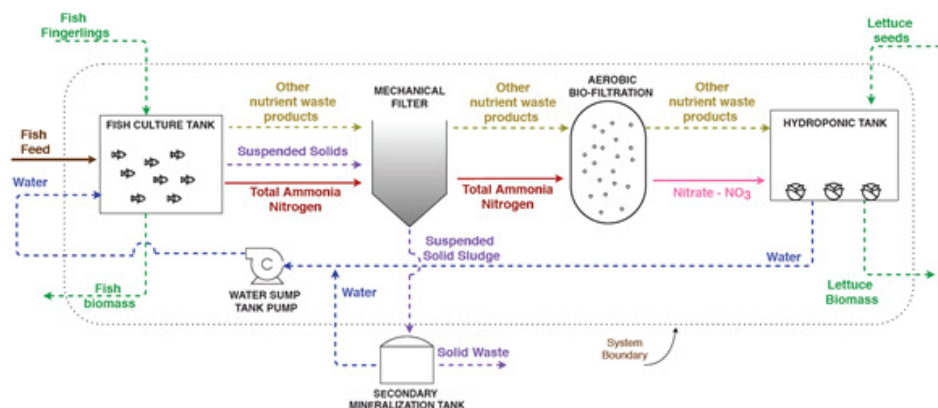 Fish
Fingerlings
Lettuce
seeds
FISH CULTURE TANK
Other
nutrient waste
products
MECHANICAL
FILTER
Other
nutrient waste
products
AEROBIC
BIO-FILTRATION
Other
nutrient waste
products
HYDROPONIC TANK
Fish
Feed
Suspended Solids
Water
Total Ammonia
Nitrogen
Total Ammonia
Nitrogen
Nitrate - NO3
Suspended
Solid Sludge
Water
C
Fish
biomass
WATER SUMP
TANK PUMP
Water
Lettuce
Biomass
System
Boundary
Solid Waste
SECONDARY
MINERALIZATION TANK